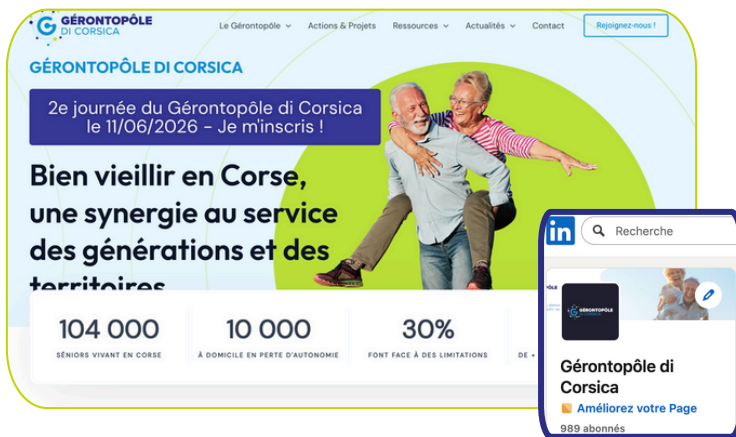 GÉRONTOPÔLE
DI CORSICA
Le Gérontopôle
Actions & Projets
Ressources
Actualités
Contact
Rejoignez-nous !
GÉRONTOPÔLE DI CORSICA
2e journée du Gérontopôle di Corsica
le 11/06/2026 - Je m'inscris !
Bien vieillir en Corse,
une synergie au service
des générations et des
territoires
104 000
SÉNIORS VIVANT EN CORSE
10 000
À DOMICILE EN PERTE D'AUTONOMIE
30%
FONT FACE À DES LIMITATIONS
DE +
in
Recherche
GÉRONTOPÔLE
DI CORSICA
Gérontopôle di
Corsica
Améliorez votre Page
989 abonnés